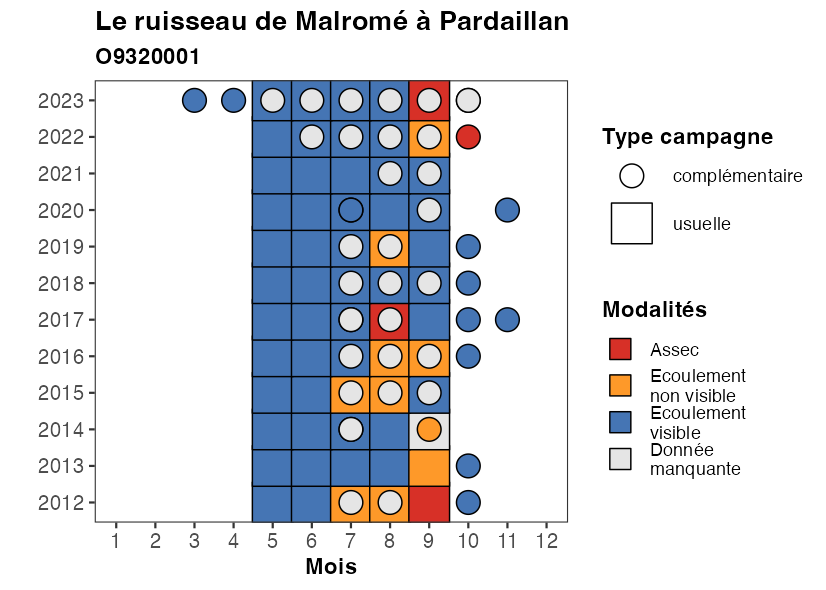 Le ruisseau de Malromé à Pardaillan
O9320001
2023
2022
2021
2020
2019
2018
2017
2016
2015
2014
2013
2012
1 2 3 4 5 6 7 8 9 10 11 12
Mois
Type campagne
complémentaire
usuelle
Modalités
Assec
Ecoulement
non visible
Ecoulement
visible
Donnée
manquante